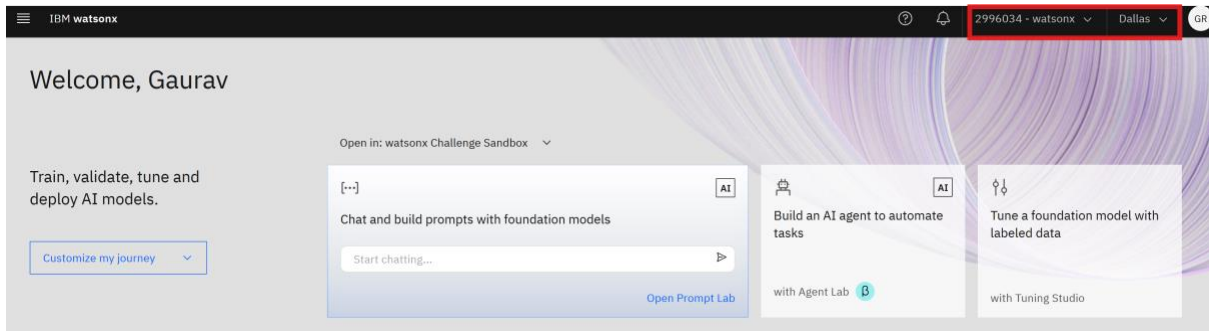 IBM watsonx
2996034 - watsonx
Dallas
GR
Welcome, Gaurav
Open in: watsonx Challenge Sandbox
Train, validate, tune and
deploy AI models.
Customize my journey
[...]
AI
Chat and build prompts with foundation models
Start chatting...
Open Prompt Lab
AI
Build an AI agent to automate
tasks
with Agent Lab β
Tune a foundation model with
labeled data
with Tuning Studio